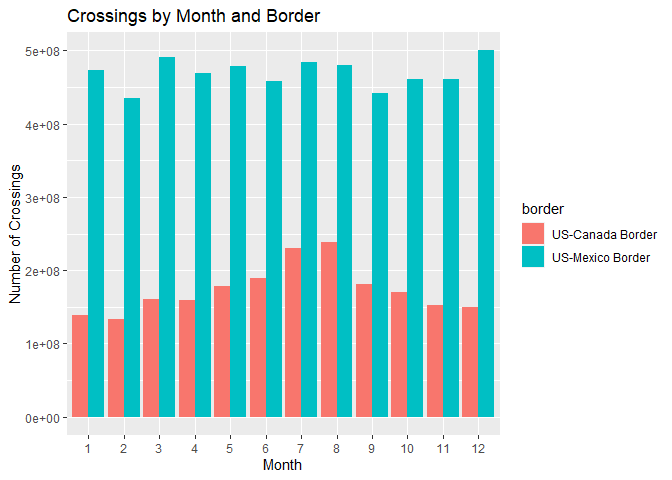 Crossings by Month and Border
5e+08
4e+08
3e+08
2e+08
1e+08
0e+00
Number of Crossings
1 2 3 4 5 6 7 8 9 10 11 12
Month
border
US-Canada Border
US-Mexico Border